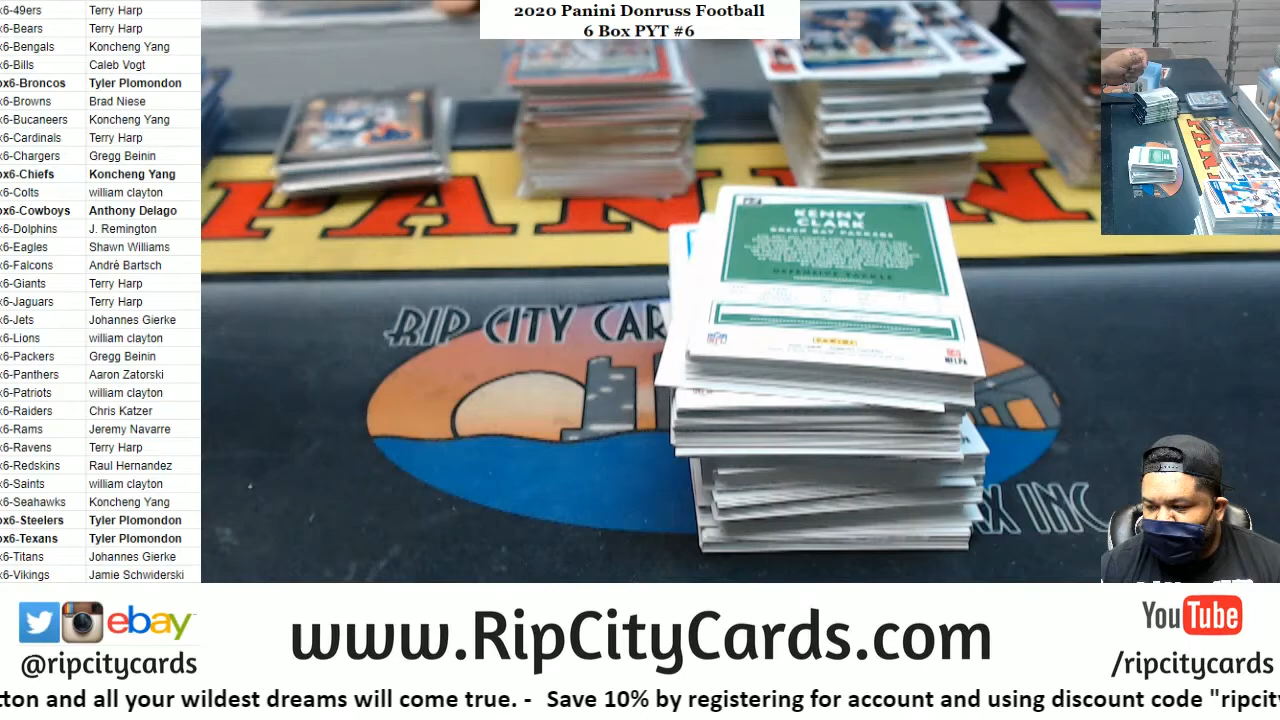 2020 Panini Donruss Football
6 Box PYT #6
x6-49ers Terry Harp
x6-Bears Terry Harp
x6-Bengals Koncheng Yang
x6-Bills Caleb Vogt
ox6-Broncos Tyler Plomondon
x6-Browns Brad Niese
x6-Bucaneers Koncheng Yang
x6-Cardinals Terry Harp
x6-Chargers Gregg Beinin
ox6-Chiefs Koncheng Yang
x6-Colts william clayton
ox6-Cowboys Anthony Delago
x6-Dolphins J. Remington
x6-Eagles Shawn Williams
x6-Falcons André Bartsch
x6-Giants Terry Harp
x6-Jaguars Terry Harp
x6-Jets Johannes Gierke
x6-Lions william clayton
x6-Packers Gregg Beinin
x6-Panthers Aaron Zatorski
x6-Patriots william clayton
x6-Raiders Chris Katzer
x6-Rams Jeremy Navarre
x6-Ravens Terry Harp
x6-Redskins Raul Hernandez
x6-Saints william clayton
x6-Seahawks Koncheng Yang
ox6-Steelers Tyler Plomondon
ox6-Texans Tyler Plomondon
x6-Titans Johannes Gierke
x6-Vikings Jamie Schwiderski
PANINI
KENNY
CLARK
GREEN BAY PACKERS
DEFENSIVE TACKLE
PANINI
NFLPA
RIP CITY CAR
X INC
ebay
@ripcitycards
www.RipCityCards.com
YouTube
/ripcitycards
tton and all your wildest dreams will come true. - Save 10% by registering for account and using discount code "ripcit